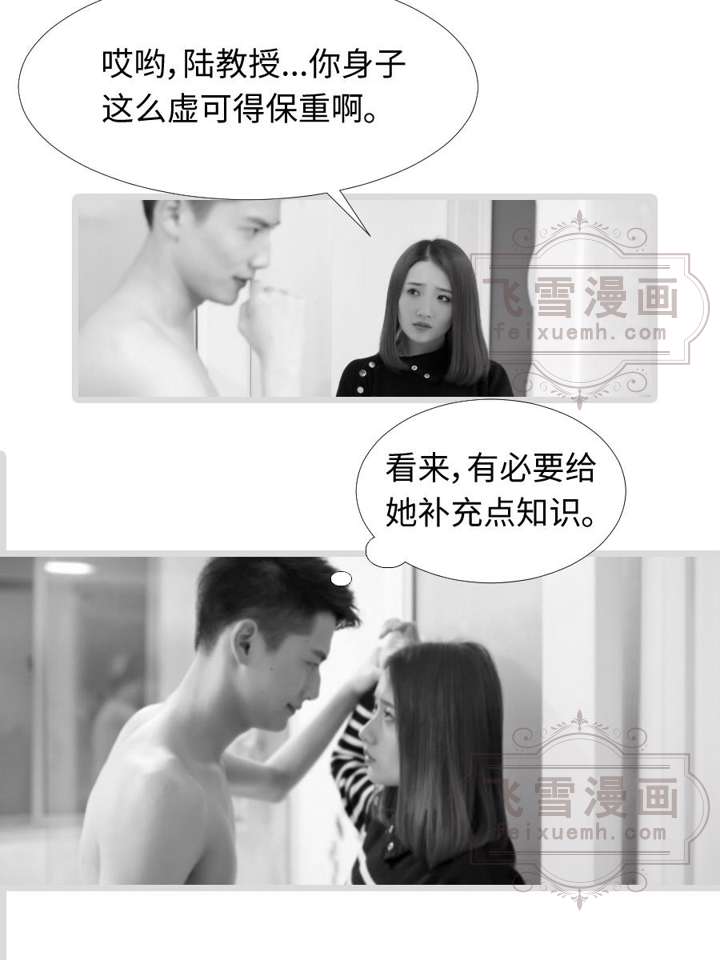 哎哟，陆教授...你身子
这么虚可得保重啊。
飞雪漫画
feixuemh.com
看来，有必要给
她补充点知识。
飞雪漫画
feixuemh.com